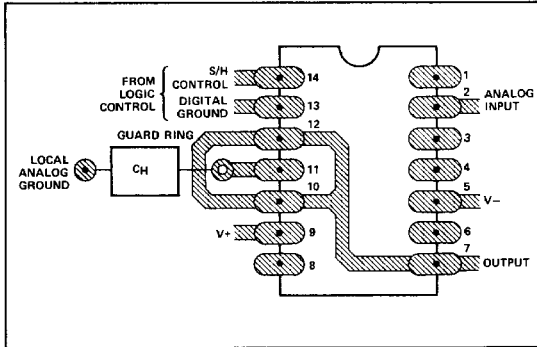 FROM
LOGIC
CONTROL
S/H
CONTROL
DIGITAL
GROUND
GUARD RING
LOCAL
ANALOG
GROUND
CH
V+
14
13
12
11
10
9
8
1
2
3
4
5
6
7
ANALOG
INPUT
V−
OUTPUT